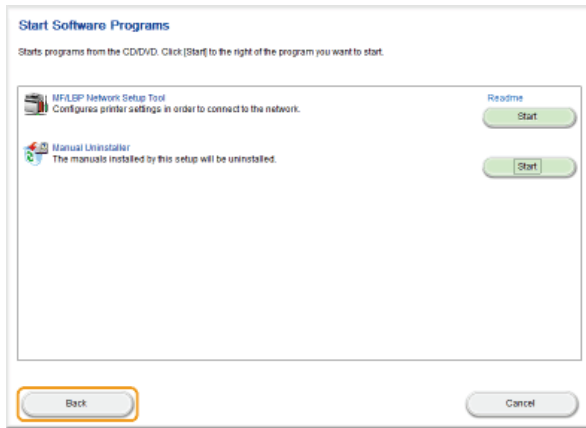 Start Software Programs
Starts programs from the CD/DVD. Click [Start] to the right of the program you want to start.
MF/LBP Network Setup Tool
Readme
Configures printer settings in order to connect to the network.
Start
Manual Uninstaller
The manuals installed by this setup will be uninstalled.
Start
Back
Cancel